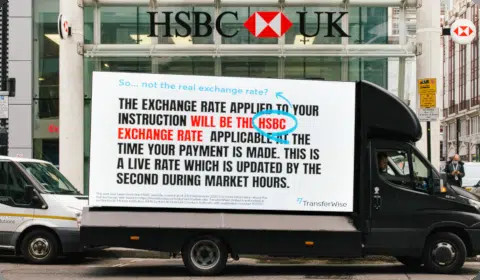 HSBC UK
So... not the real exchange rate?
THE EXCHANGE RATE APPLIED TO YOUR
INSTRUCTION WILL BE THE HSBC
EXCHANGE RATE APPLICABLE AT THE
TIME YOUR PAYMENT IS MADE. THIS IS
A LIVE RATE WHICH IS UPDATED BY THE
SECOND DURING MARKET HOURS.
TransferWise